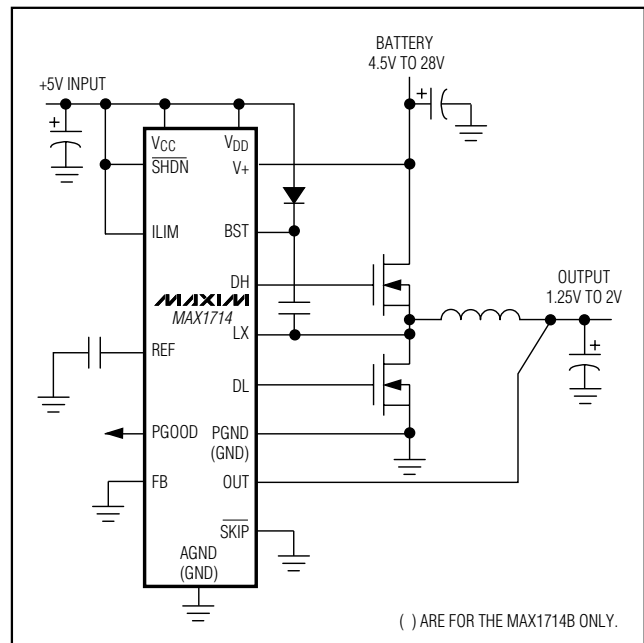 BATTERY
4.5V TO 28V
+5V INPUT
+
+
VCC
VDD
SHDN
V+
ILIM
BST
DH
OUTPUT
1.25V TO 2V
MAXIM
MAX1714
LX
+
REF
DL
PGOOD
PGND
(GND)
FB
OUT
SKIP
AGND
(GND)
( ) ARE FOR THE MAX1714B ONLY.